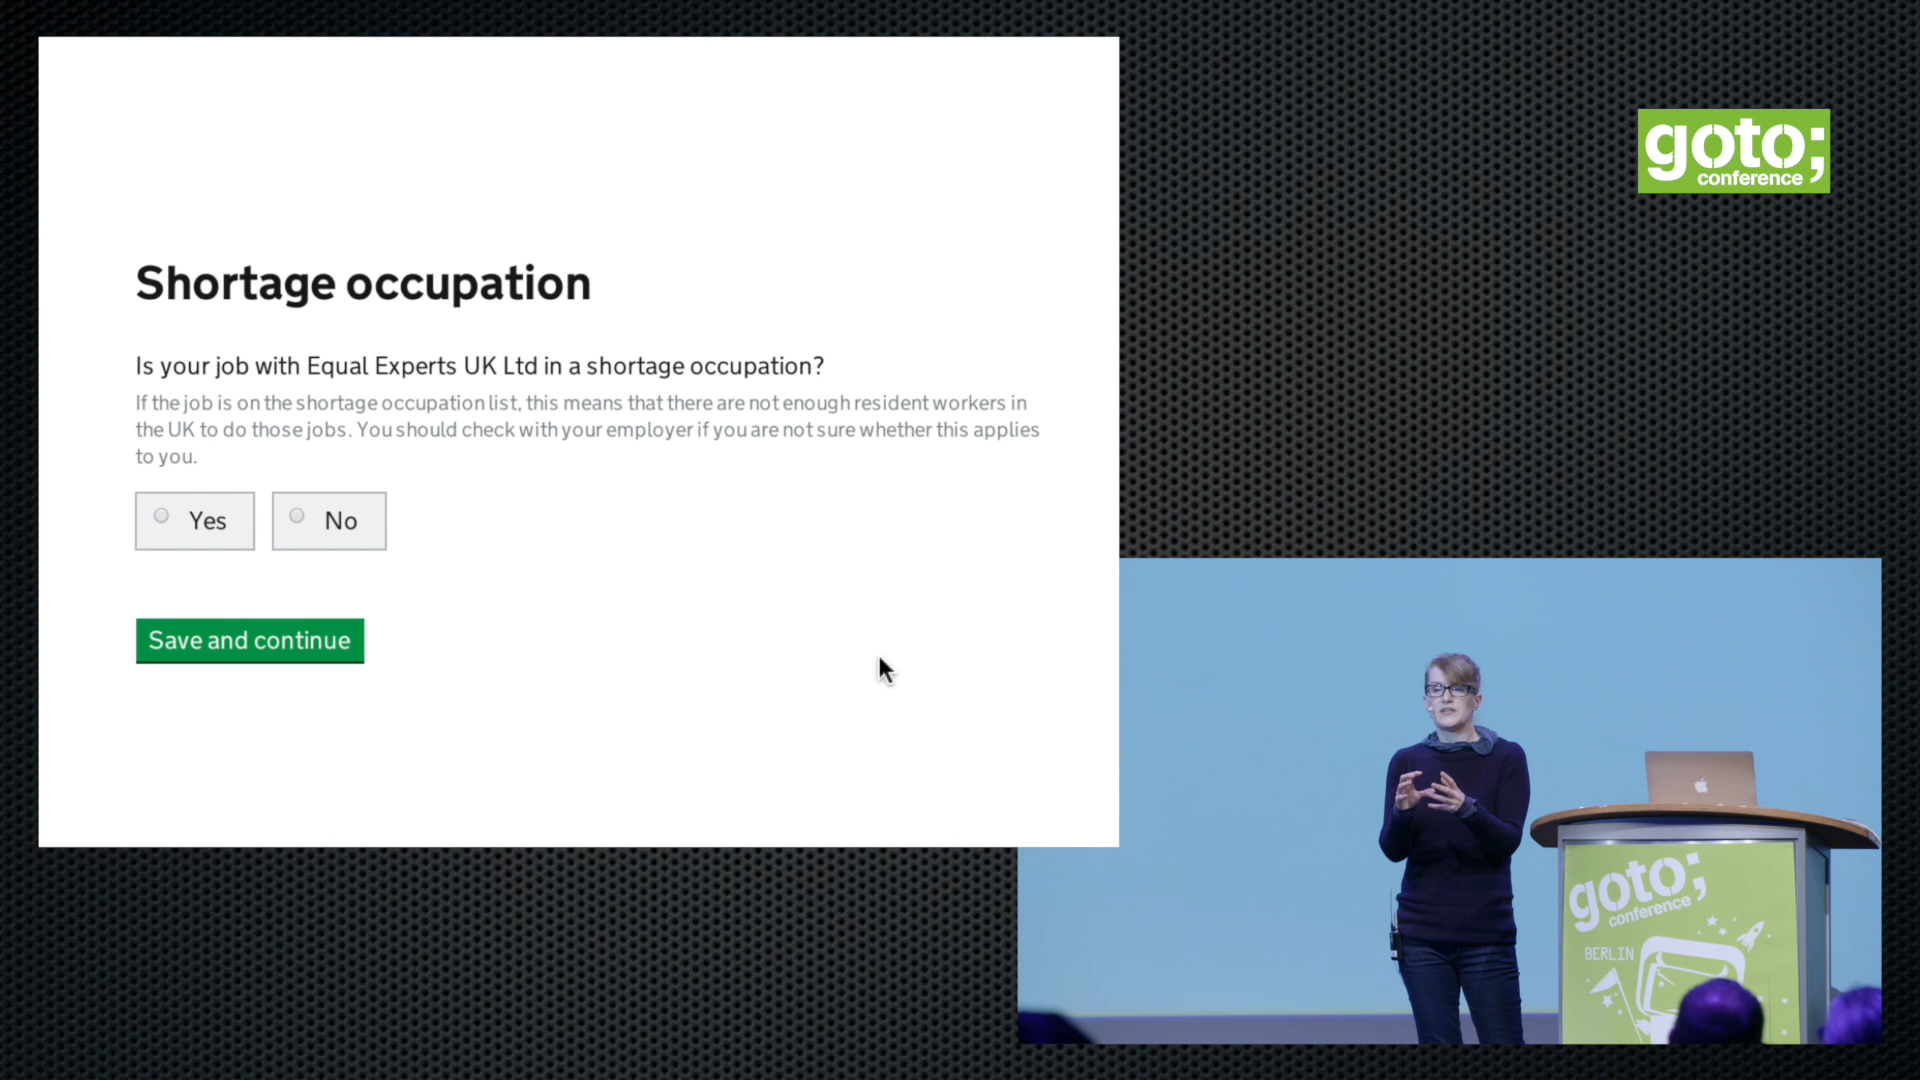 Shortage occupation
Is your job with Equal Experts UK Ltd in a shortage occupation?
If the job is on the shortage occupation list, this means that there are not enough resident workers in
the UK to do those jobs. You should check with your employer if you are not sure whether this applies
to you.
Yes
No
Save and continue
goto;
conference
goto;
conference
BERLIN